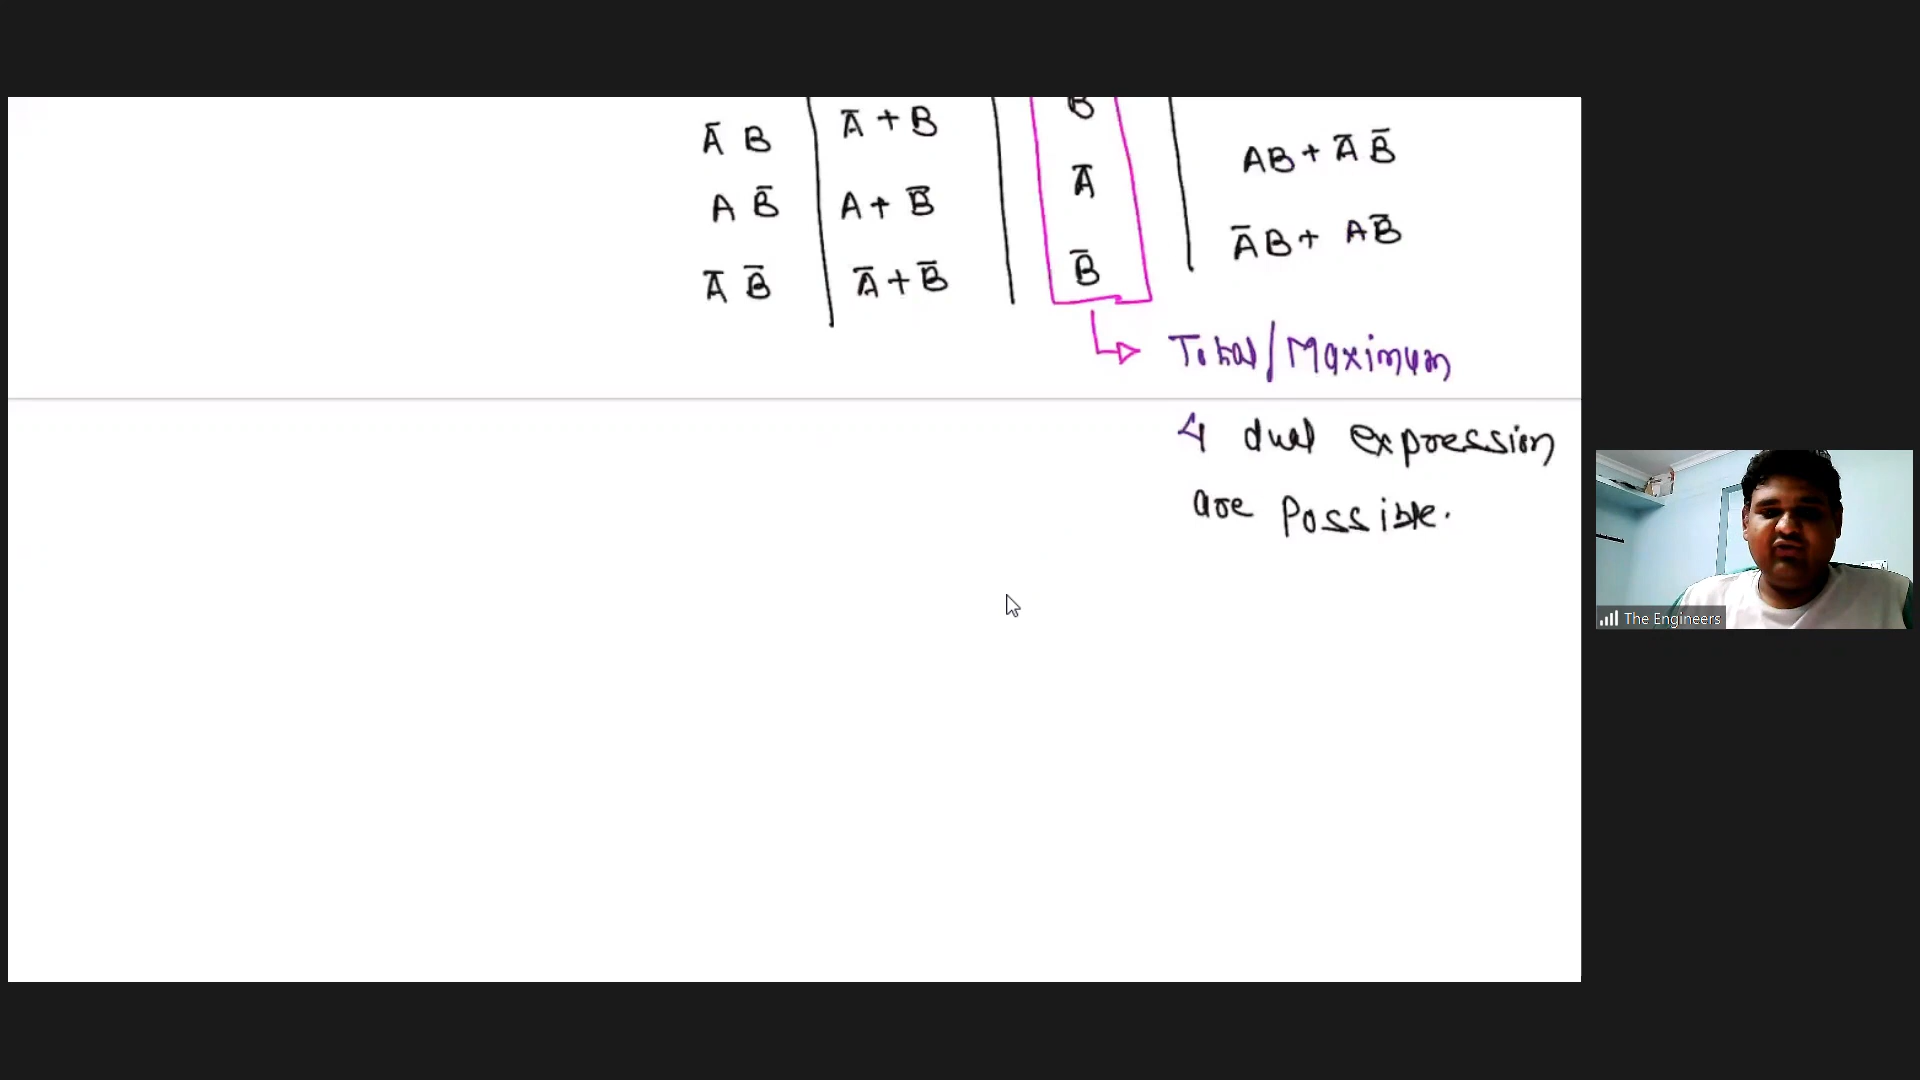 B
Ā B | Ā + B
AB + Ā B̄
Ā
A B̄ | A + B̄
ĀB + AB̄
Ā B̄ | Ā + B̄
B̄
Total/Maximum
4 dual expression
are possible.
The Engineers